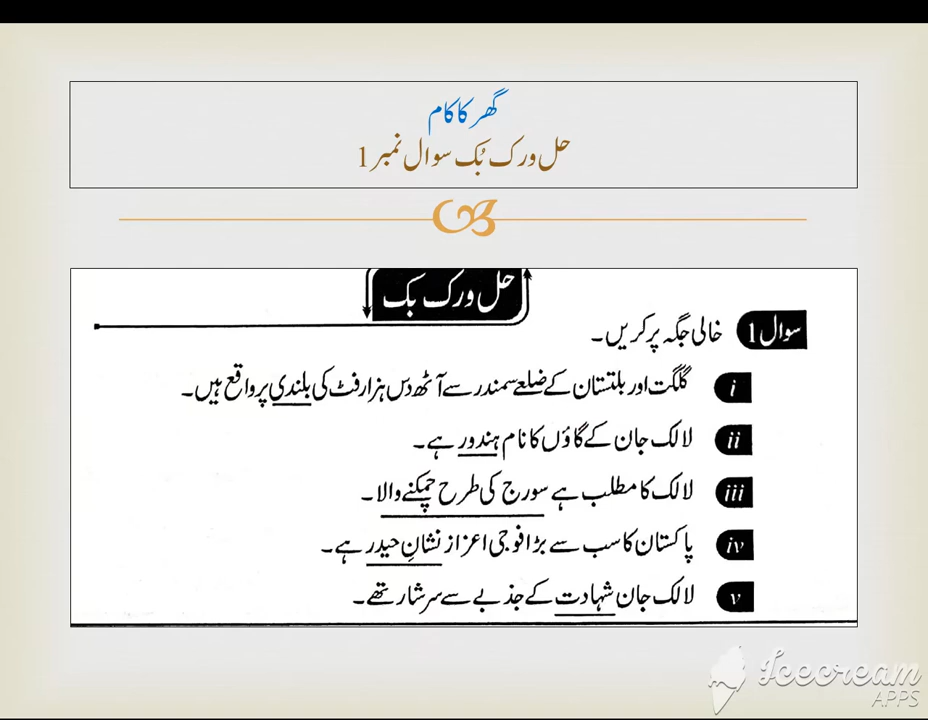 گھر کا کام
حل ورک بُک سوال نمبر 1
حل ورک بک
سوال 1 خالی جگہ پر کریں۔
i گلگت اور بلتستان کے ضلعے سمندر سے آٹھ دس ہزار فٹ کی بلندی پر واقع ہیں۔
ii لالک جان کے گاؤں کا نام ہندور ہے۔
iii لالک کا مطلب ہے سورج کی طرح چمکنے والا۔
iv پاکستان کا سب سے بڑا فوجی اعزاز نشانِ حیدر ہے۔
v لالک جان شہادت کے جذبے سے سرشار تھے۔
Icecream
APPS